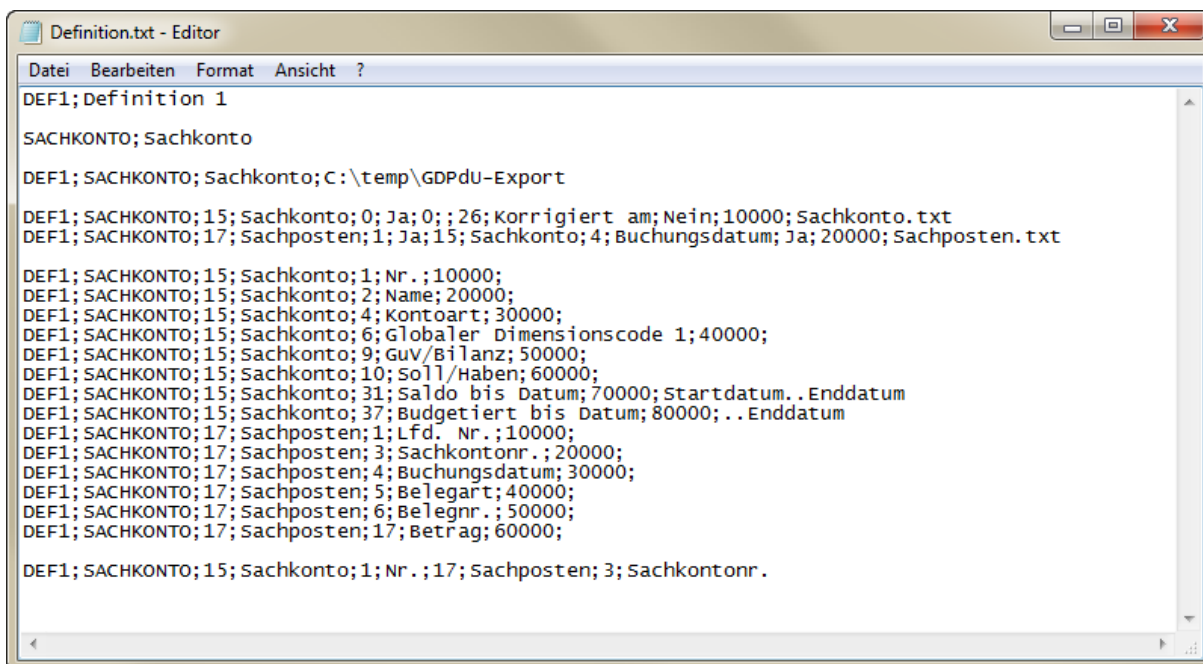 Definition.txt - Editor
Datei Bearbeiten Format Ansicht ?
DEF1;Definition 1
SACHKONTO;Sachkonto
DEF1;SACHKONTO;Sachkonto;C:\temp\GDPdU-Export
DEF1;SACHKONTO;15;Sachkonto;0;Ja;0;;26;Korrigiert am;Nein;10000;Sachkonto.txt
DEF1;SACHKONTO;17;Sachposten;1;Ja;15;Sachkonto;4;Buchungsdatum;Ja;20000;Sachposten.txt
DEF1;SACHKONTO;15;Sachkonto;1;Nr.;10000;
DEF1;SACHKONTO;15;Sachkonto;2;Name;20000;
DEF1;SACHKONTO;15;Sachkonto;4;Kontoart;30000;
DEF1;SACHKONTO;15;Sachkonto;6;Globaler Dimensionscode 1;40000;
DEF1;SACHKONTO;15;Sachkonto;9;GuV/Bilanz;50000;
DEF1;SACHKONTO;15;Sachkonto;10;Soll/Haben;60000;
DEF1;SACHKONTO;15;Sachkonto;31;Saldo bis Datum;70000;Startdatum..Enddatum
DEF1;SACHKONTO;15;Sachkonto;37;Budgetiert bis Datum;80000;..Enddatum
DEF1;SACHKONTO;17;Sachposten;1;Lfd. Nr.;10000;
DEF1;SACHKONTO;17;Sachposten;3;Sachkontonr.;20000;
DEF1;SACHKONTO;17;Sachposten;4;Buchungsdatum;30000;
DEF1;SACHKONTO;17;Sachposten;5;Belegart;40000;
DEF1;SACHKONTO;17;Sachposten;6;Belegnr.;50000;
DEF1;SACHKONTO;17;Sachposten;17;Betrag;60000;
DEF1;SACHKONTO;15;Sachkonto;1;Nr.;17;Sachposten;3;Sachkontonr.